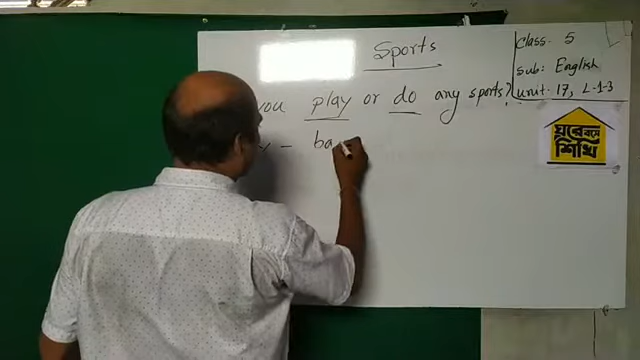 Sports
Class: 5
Sub: English
Unit: 17, L-1-3
you play or do any sports?
- ba
ঘরে বসে
শিখি